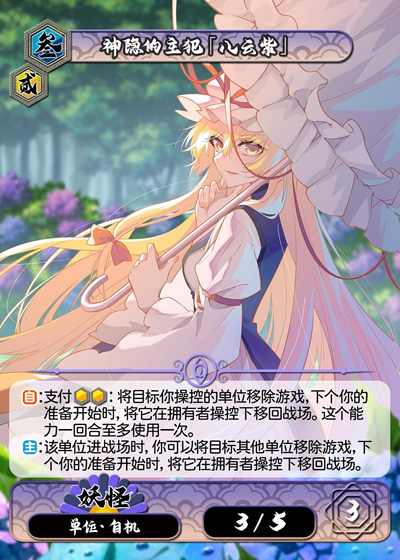 叁
神隐的主犯「八云紫」
贰
6
自:支付:将目标你操控的单位移除游戏,下个你的
准备开始时,将它在拥有者操控下移回战场。这个能
力一回合至多使用一次。
主:该单位进战场时,你可以将目标其他单位移除游戏,下
个你的准备开始时,将它在拥有者操控下移回战场。
妖怪
单位·自机
3/5
3